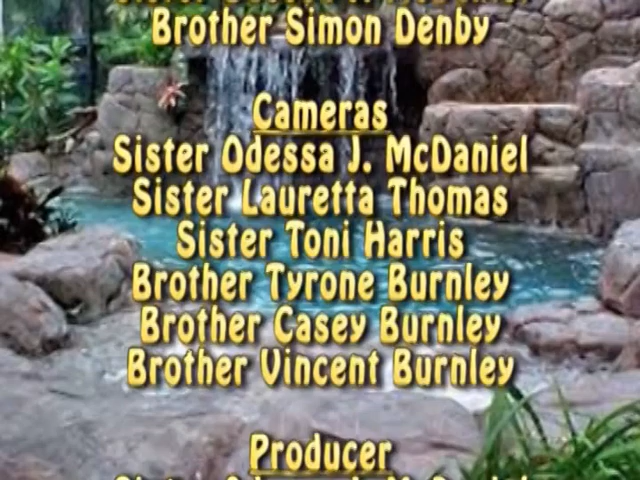 Brother Simon Denby
Cameras
Sister Odessa J. McDaniel
Sister Lauretta Thomas
Sister Toni Harris
Brother Tyrone Burnley
Brother Casey Burnley
Brother Vincent Burnley
Producer